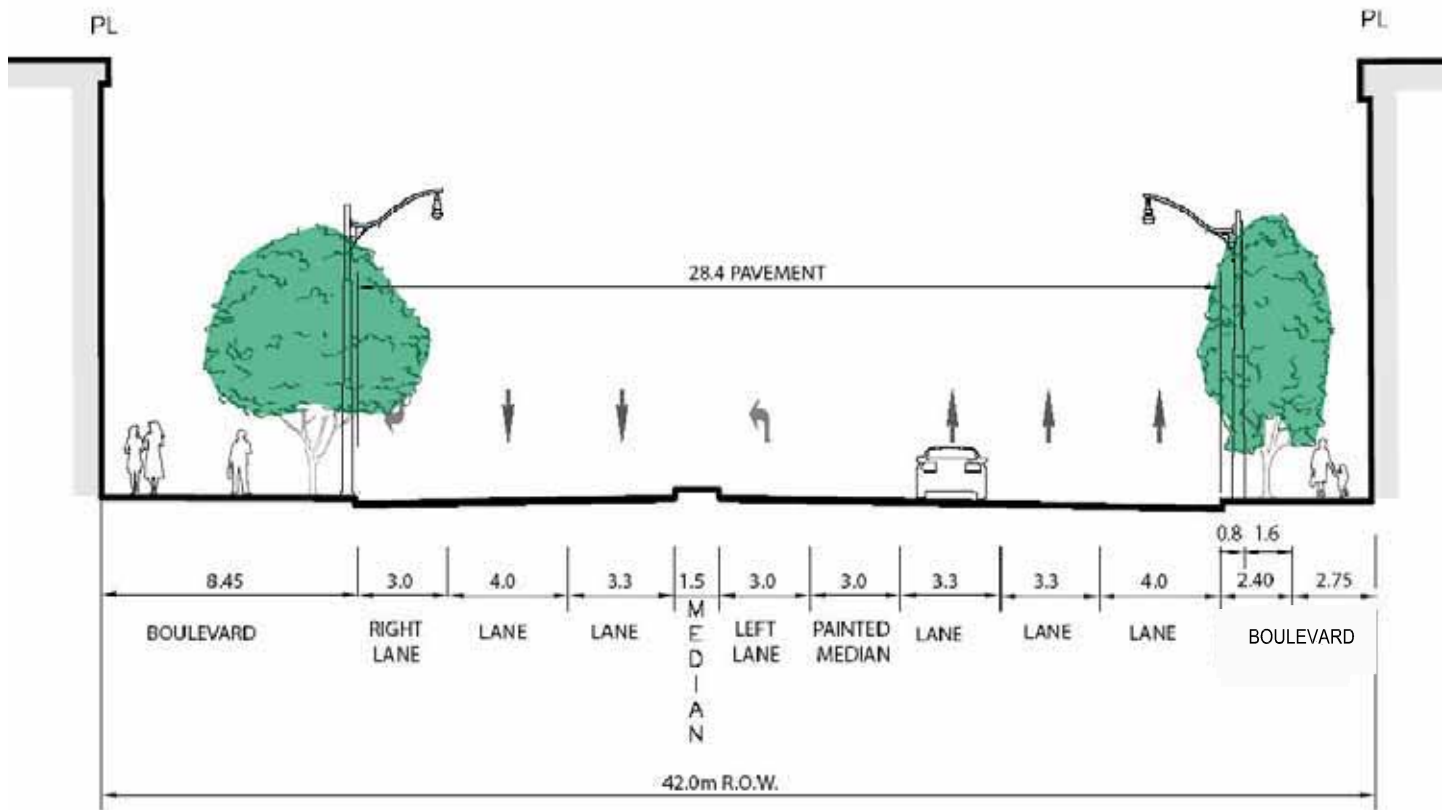 PL
PL
28.4 PAVEMENT
0.8
1.6
8.45
3.0
4.0
3.3
1.5
3.0
3.0
3.3
3.3
4.0
2.40
2.75
BOULEVARD
RIGHT
LANE
LANE
LANE
MED-IAN
LEFT
LANE
PAINTED
MEDIAN
LANE
LANE
LANE
BOULEVARD
42.0m R.O.W.